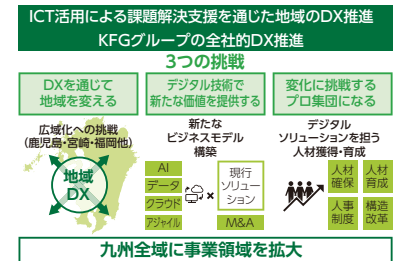 ICT活用による課題解決支援を通じた地域のDX推進
KFGグループの全社的DX推進
3つの挑戦
DXを通じて
地域を変える
広域化への挑戦
(鹿児島・宮崎・福岡他)
地域
DX
デジタル技術で
新たな価値を提供する
新たな
ビジネスモデル
構築
AI
データ
クラウド
アジャイル
×
現行
ソリュー
ション
M&A
変化に挑戦する
プロ集団になる
デジタル
ソリューションを担う
人材獲得・育成
人材
確保
人材
育成
人事
制度
構造
改革
九州全域に事業領域を拡大